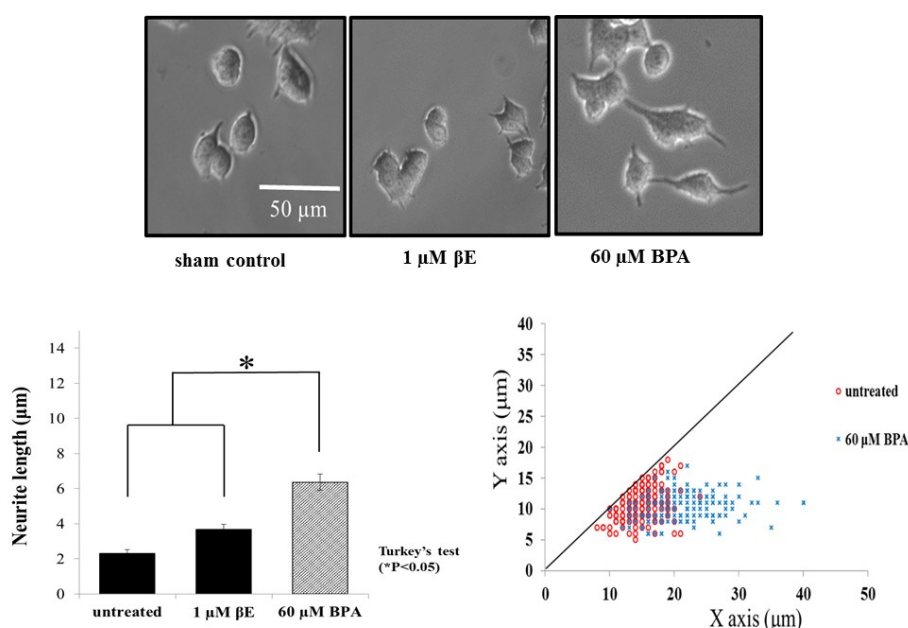 50 µm
sham control
1 µM βE
60 µM BPA
Neurite length (µm)
14
12
10
8
6
4
2
0
*
untreated
1 µM βE
60 µM BPA
Turkey's test
(*P<0.05)
Y axis (µm)
40
35
30
25
20
15
10
5
0
0
10
20
30
40
50
X axis (µm)
untreated
60 µM BPA